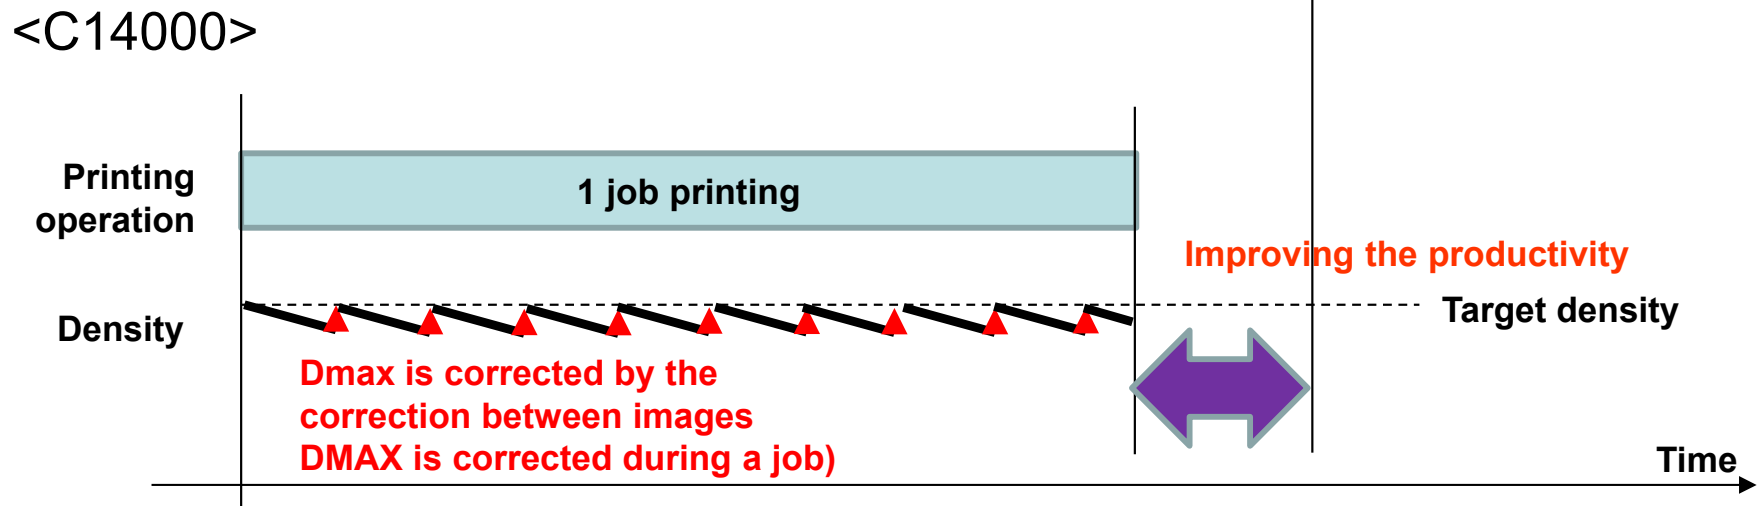 <C14000>
Printing
operation
1 job printing
Improving the productivity
Density
Target density
Dmax is corrected by the
correction between images
DMAX is corrected during a job)
Time